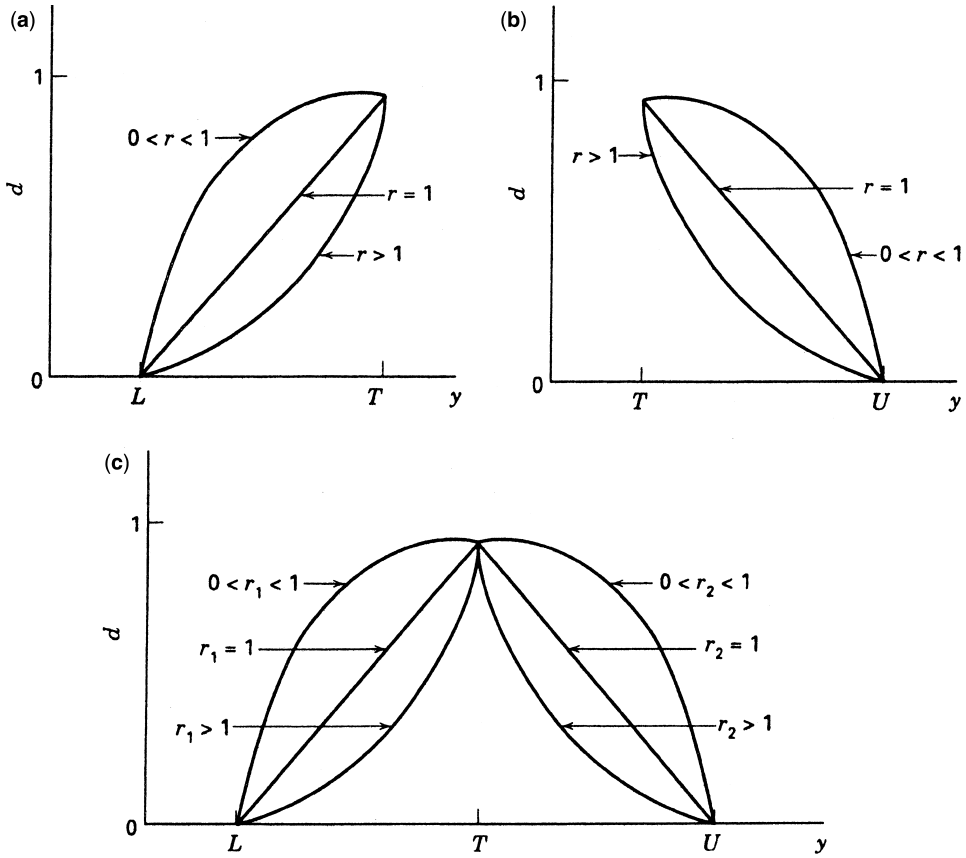 (a)
1
0 < r < 1
d
r = 1
r > 1
0
L
T
y
(b)
1
r > 1
d
r = 1
0 < r < 1
0
T
U
y
(c)
1
0 < r₁ < 1
0 < r₂ < 1
d
r₁ = 1
r₂ = 1
r₁ > 1
r₂ > 1
0
L
T
U
y